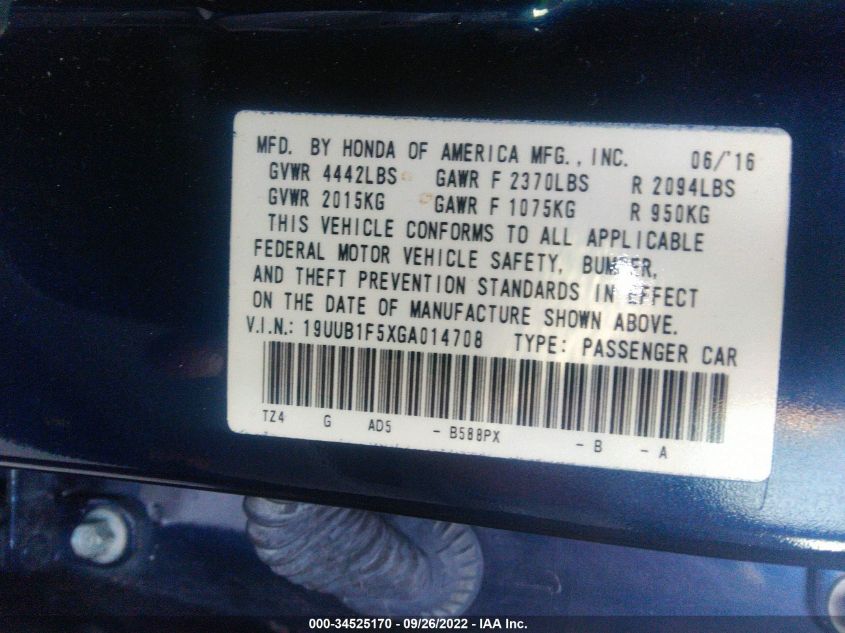 MFD. BY HONDA OF AMERICA MFG., INC. 06/'16
GVWR 4442LBS GAWR F 2370LBS R 2094LBS
GVWR 2015KG GAWR F 1075KG R 950KG
THIS VEHICLE CONFORMS TO ALL APPLICABLE
FEDERAL MOTOR VEHICLE SAFETY, BUMPER,
AND THEFT PREVENTION STANDARDS IN EFFECT
ON THE DATE OF MANUFACTURE SHOWN ABOVE.
V.I.N.: 19UUB1F5XGA014708 TYPE: PASSENGER CAR
TZ4 G AD5 - B588PX - B - A
000-34525170 - 09/26/2022 - IAA Inc.